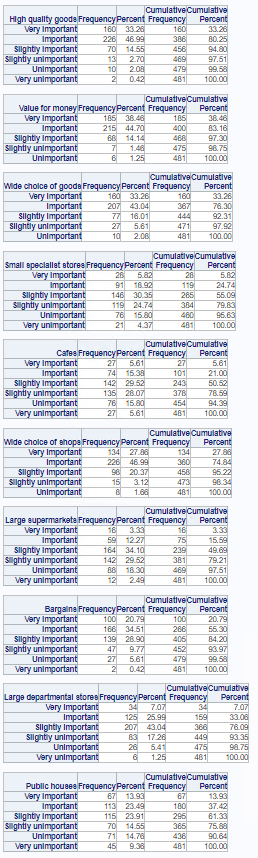 Cumulative Cumulative
High quality goods Frequency Percent Frequency Percent
Very Important 160 33.26 160 33.26
Important 226 46.99 386 80.25
Slightly Important 70 14.55 456 94.80
Slightly unimportant 13 2.70 469 97.51
Unimportant 10 2.08 479 99.58
Very unimportant 2 0.42 481 100.00
Cumulative Cumulative
Value for money Frequency Percent Frequency Percent
Very Important 185 38.46 185 38.46
Important 215 44.70 400 83.16
Slightly Important 68 14.14 468 97.30
Slightly unimportant 7 1.46 475 98.75
Unimportant 6 1.25 481 100.00
Cumulative Cumulative
Wide choice of goods Frequency Percent Frequency Percent
Very Important 160 33.26 160 33.26
Important 207 43.04 367 76.30
Slightly Important 77 16.01 444 92.31
Slightly unimportant 27 5.61 471 97.92
Unimportant 10 2.08 481 100.00
Cumulative Cumulative
Small specialist stores Frequency Percent Frequency Percent
Very Important 28 5.82 28 5.82
Important 91 18.92 119 24.74
Slightly Important 146 30.35 265 55.09
Slightly unimportant 119 24.74 384 79.83
Unimportant 76 15.80 460 95.63
Very unimportant 21 4.37 481 100.00
Cumulative Cumulative
Cafes Frequency Percent Frequency Percent
Very Important 27 5.61 27 5.61
Important 74 15.38 101 21.00
Slightly Important 142 29.52 243 50.52
Slightly unimportant 135 28.07 378 78.59
Unimportant 76 15.80 454 94.39
Very unimportant 27 5.61 481 100.00
Cumulative Cumulative
Wide choice of shops Frequency Percent Frequency Percent
Very Important 134 27.86 134 27.86
Important 226 46.99 360 74.84
Slightly Important 98 20.37 458 95.22
Slightly unimportant 15 3.12 473 98.34
Unimportant 8 1.66 481 100.00
Cumulative Cumulative
Large supermarkets Frequency Percent Frequency Percent
Very Important 16 3.33 16 3.33
Important 59 12.27 75 15.59
Slightly Important 164 34.10 239 49.69
Slightly unimportant 142 29.52 381 79.21
Unimportant 88 18.30 469 97.51
Very unimportant 12 2.49 481 100.00
Cumulative Cumulative
Bargains Frequency Percent Frequency Percent
Very Important 100 20.79 100 20.79
Important 166 34.51 266 55.30
Slightly Important 139 28.90 405 84.20
Slightly unimportant 47 9.77 452 93.97
Unimportant 27 5.61 479 99.58
Very unimportant 2 0.42 481 100.00
Cumulative Cumulative
Large departmental stores Frequency Percent Frequency Percent
Very Important 34 7.07 34 7.07
Important 125 25.99 159 33.06
Slightly Important 207 43.04 366 76.09
Slightly unimportant 83 17.26 449 93.35
Unimportant 26 5.41 475 98.75
Very unimportant 6 1.25 481 100.00
Cumulative Cumulative
Public houses Frequency Percent Frequency Percent
Very Important 67 13.93 67 13.93
Important 113 23.49 180 37.42
Slightly Important 115 23.91 295 61.33
Slightly unimportant 70 14.55 365 75.88
Unimportant 71 14.76 436 90.64
Very unimportant 45 9.36 481 100.00